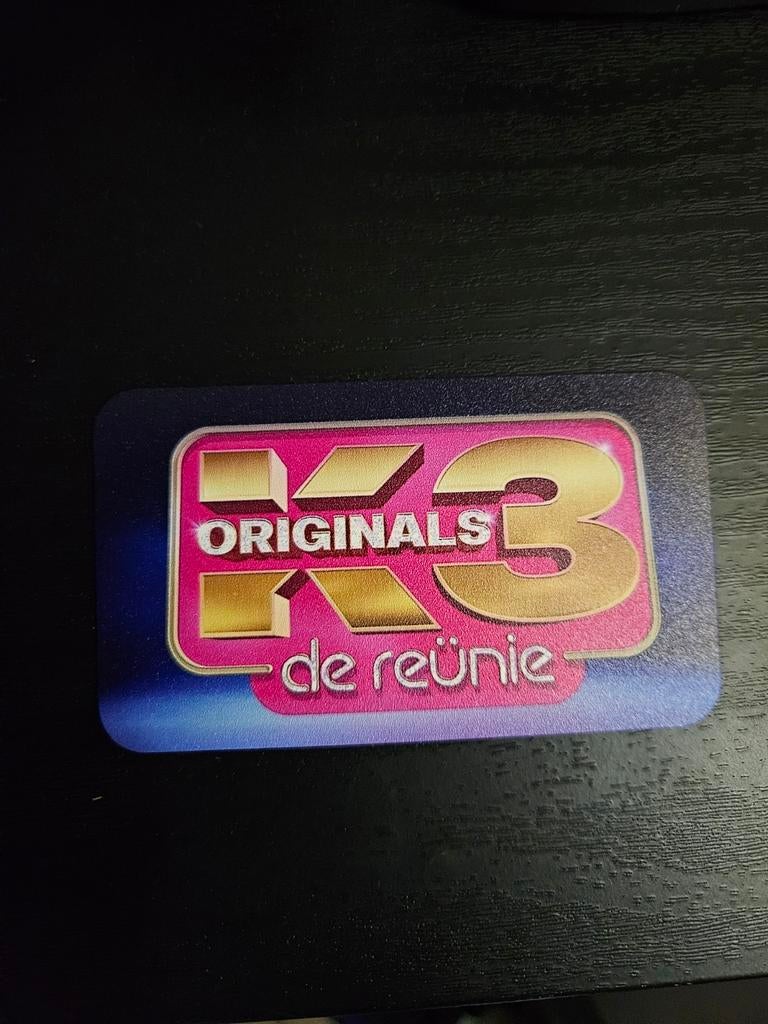 K3
ORIGINALS
de reünie